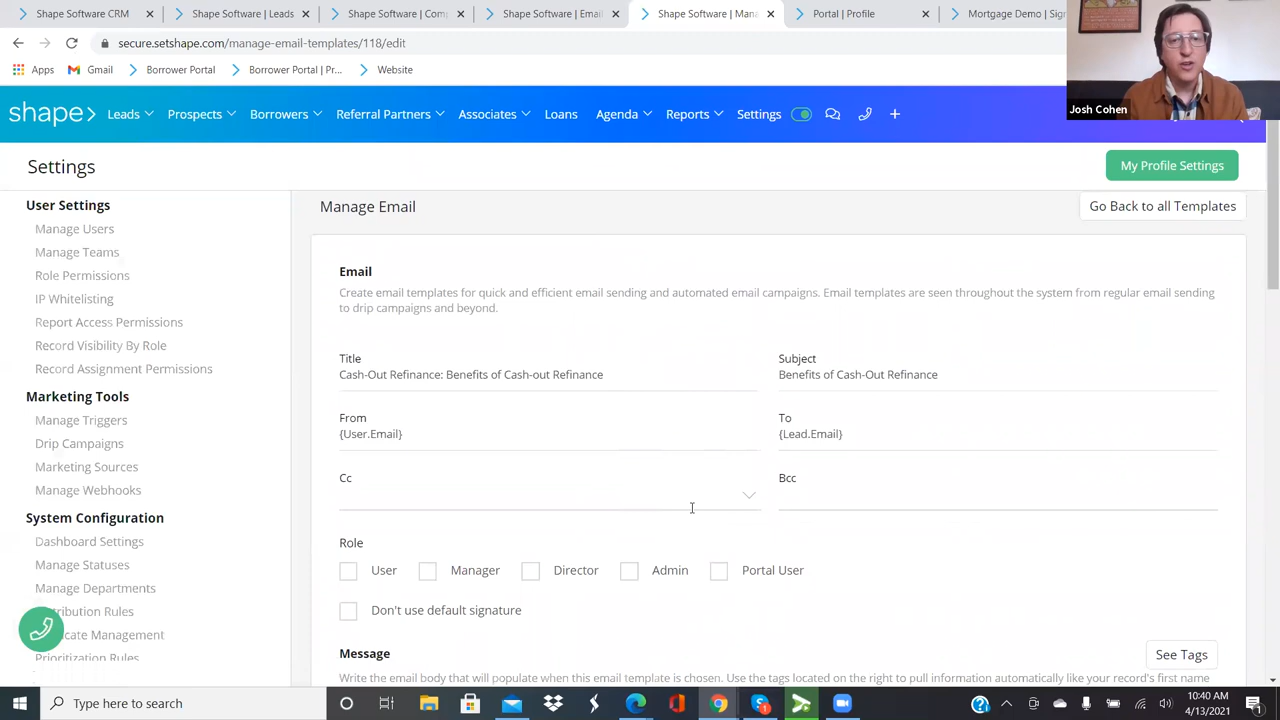 Shape Software CRM
Shape Software | Leads
Shape Software | Com
Shape Software | Email
Shape Software | Man
Portal | Profile
Mortgage Demo | Sig
secure.setshape.com/manage-email-templates/118/edit
Apps
Gmail
Borrower Portal
Borrower Portal | Pr...
Website
Josh Cohen
shape>
Leads
Prospects
Borrowers
Referral Partners
Associates
Loans
Agenda
Reports
Settings
Settings
My Profile Settings
User Settings
Manage Users
Manage Teams
Role Permissions
IP Whitelisting
Report Access Permissions
Record Visibility By Role
Record Assignment Permissions
Marketing Tools
Manage Triggers
Drip Campaigns
Marketing Sources
Manage Webhooks
System Configuration
Dashboard Settings
Manage Statuses
Manage Departments
tribution Rules
icate Management
Prioritization Rules
Manage Email
Go Back to all Templates
Email
Create email templates for quick and efficient email sending and automated email campaigns. Email templates are seen throughout the system from regular email sending
to drip campaigns and beyond.
Title
Cash-Out Refinance: Benefits of Cash-out Refinance
Subject
Benefits of Cash-Out Refinance
From
{User.Email}
To
{Lead.Email}
Cc
Bcc
Role
User
Manager
Director
Admin
Portal User
Don't use default signature
Message
See Tags
Write the email body that will populate when this email template is chosen. Use the tags located on the right to pull information automatically like your record's first name
Type here to search
10:40 AM
4/13/2021